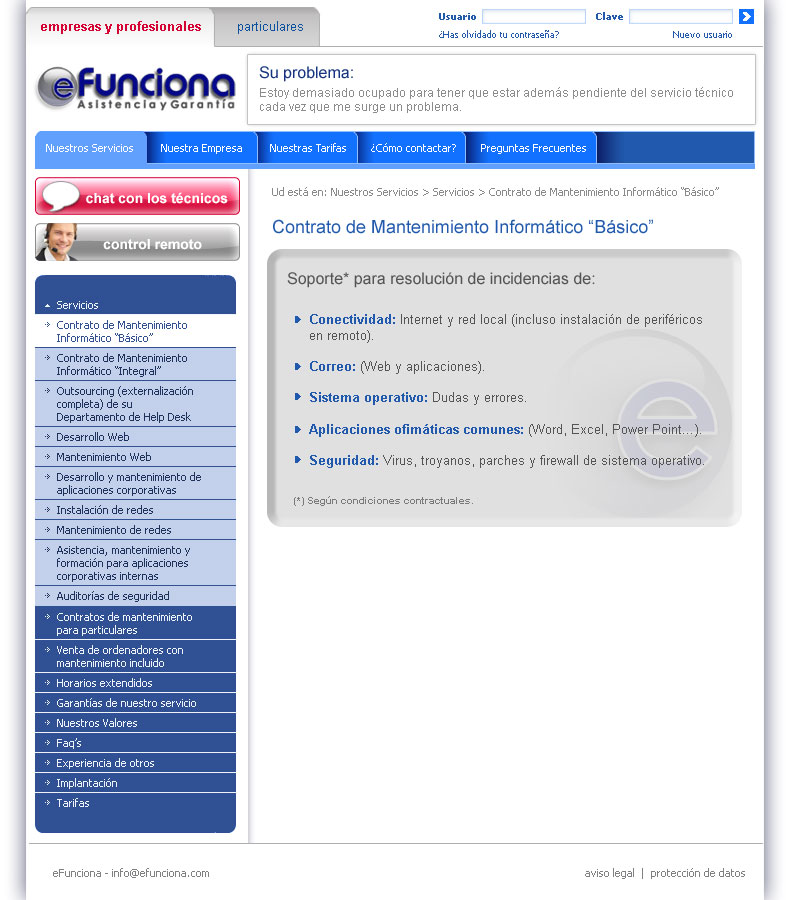 empresas y profesionales
particulares
Usuario
Clave
¿Has olvidado tu contraseña?
Nuevo usuario
eFunciona
Asistencia y Garantía
Su problema:
Estoy demasiado ocupado para tener que estar además pendiente del servicio técnico
cada vez que me surge un problema.
Nuestros Servicios
Nuestra Empresa
Nuestras Tarifas
¿Cómo contactar?
Preguntas Frecuentes
chat con los técnicos
control remoto
Servicios
Contrato de Mantenimiento
Informático "Básico"
Contrato de Mantenimiento
Informático "Integral"
Outsourcing (externalización
completa) de su
Departamento de Help Desk
Desarrollo Web
Mantenimiento Web
Desarrollo y mantenimiento de
aplicaciones corporativas
Instalación de redes
Mantenimiento de redes
Asistencia, mantenimiento y
formación para aplicaciones
corporativas internas
Auditorías de seguridad
Contratos de mantenimiento
para particulares
Venta de ordenadores con
mantenimiento incluido
Horarios extendidos
Garantías de nuestro servicio
Nuestros Valores
Faq's
Experiencia de otros
Implantación
Tarifas
Ud está en: Nuestros Servicios > Servicios > Contrato de Mantenimiento Informático "Básico"
Contrato de Mantenimiento Informático “Básico”
Soporte* para resolución de incidencias de:
Conectividad: Internet y red local (incluso instalación de periféricos
en remoto).
Correo: (Web y aplicaciones).
Sistema operativo: Dudas y errores.
Aplicaciones ofimáticas comunes: (Word, Excel, Power Point...).
Seguridad: Virus, troyanos, parches y firewall de sistema operativo.
(*) Según condiciones contractuales.
eFunciona - info@efunciona.com
aviso legal | protección de datos